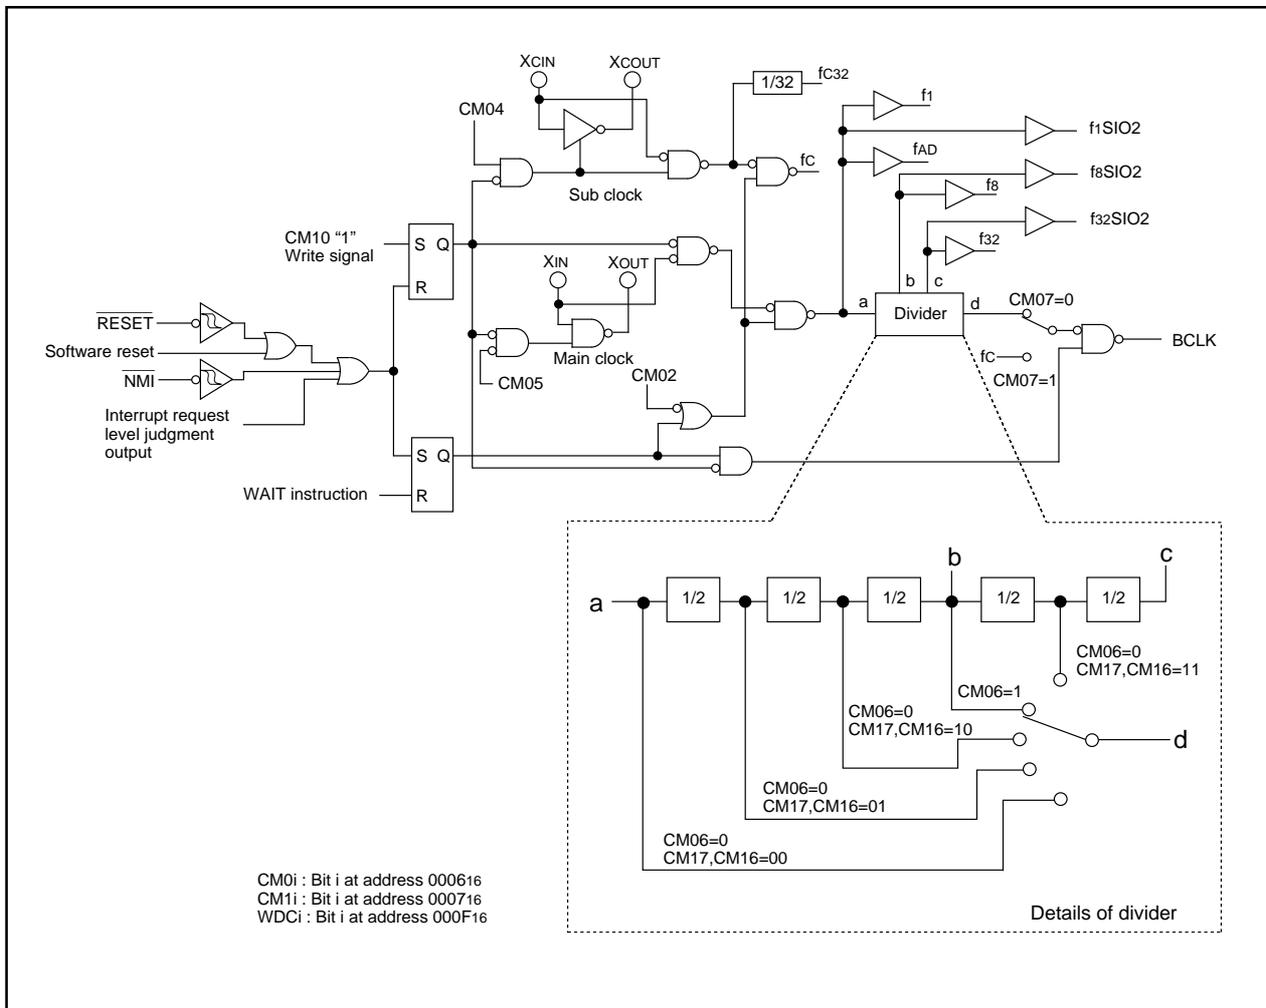 XCIN
XCOUT
1/32
fC32
CM04
f1
f1SIO2
fAD
fC
f8SIO2
Sub clock
f8
f32SIO2
CM10 “1”
Write signal
S Q
R
XIN
XOUT
f32
b c
a
Divider
d
CM07=0
RESET
Software reset
NMI
Main clock
BCLK
fC
CM07=1
CM05
CM02
Interrupt request
level judgment
output
S Q
R
WAIT instruction
a
1/2
1/2
1/2
b
1/2
1/2
c
CM06=0
CM17,CM16=11
CM06=1
CM06=0
CM17,CM16=10
d
CM06=0
CM17,CM16=01
CM06=0
CM17,CM16=00
CM0i : Bit i at address 000616
CM1i : Bit i at address 000716
WDCi : Bit i at address 000F16
Details of divider